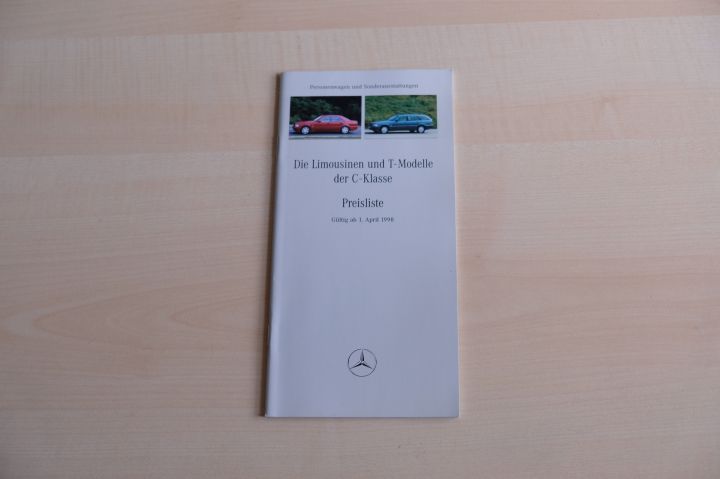 Personenwagen und Sonderausstattungen
Die Limousinen und T-Modelle
der C-Klasse
Preisliste
Gültig ab 1. April 1998